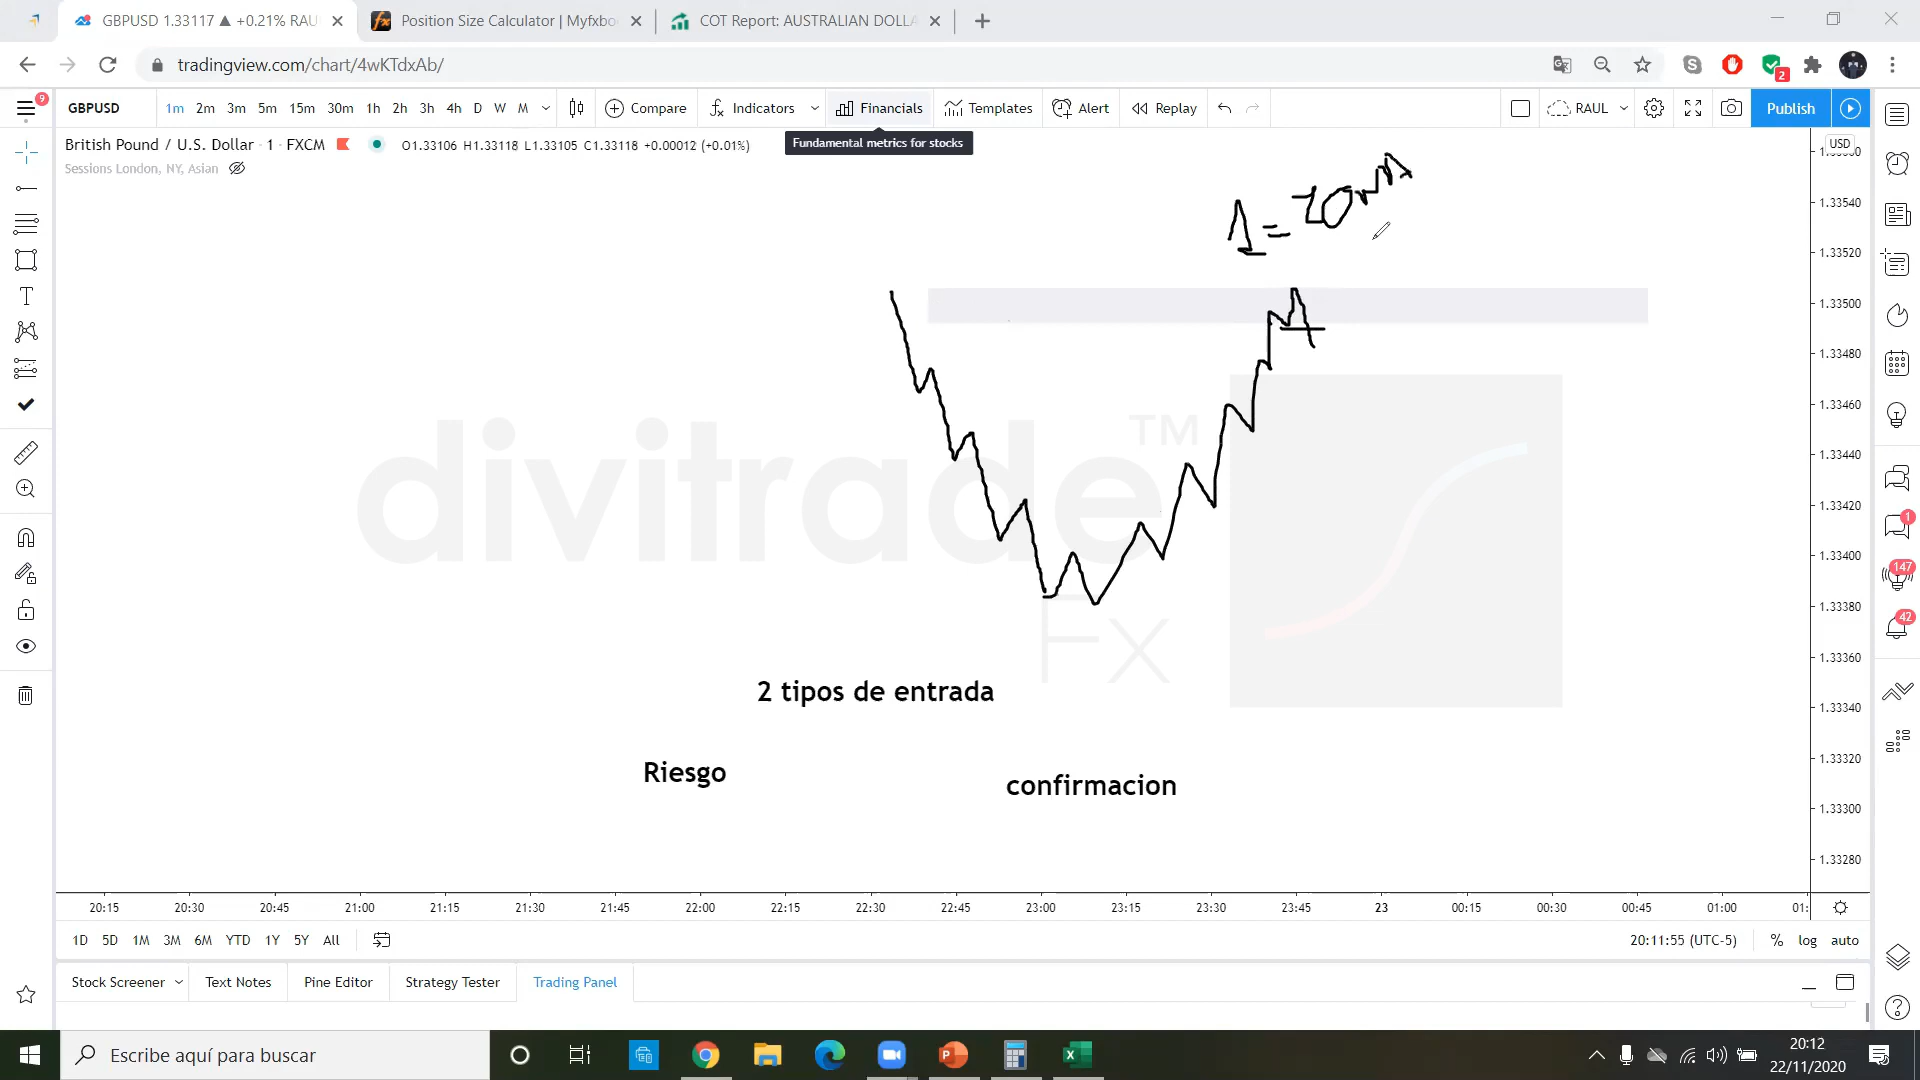 GBPUSD 1.33117 ▲ +0.21% RAU
Position Size Calculator | Myfxbo
COT Report: AUSTRALIAN DOLLA
tradingview.com/chart/4wKTdxAb/
2
9
GBPUSD
1m 2m 3m 5m 15m 30m 1h 2h 3h 4h D W M
Compare
Indicators
Financials
Templates
Alert
Replay
RAUL
Publish
British Pound / U.S. Dollar · 1 · FXCM
O1.33106 H1.33118 L1.33105 C1.33118 +0.00012 (+0.01%)
Fundamental metrics for stocks
Sessions London, NY, Asian
USD
1.33540
1.33520
1.33500
1.33480
1.33460
1.33440
1.33420
1.33400
1.33380
1.33360
1.33340
1.33320
1.33300
1.33280
divitrade™
FX
2 tipos de entrada
Riesgo
confirmacion
1
147
42
20:15 20:30 20:45 21:00 21:15 21:30 21:45 22:00 22:15 22:30 22:45 23:00 23:15 23:30 23:45 23 00:15 00:30 00:45 01:00 01:
1D 5D 1M 3M 6M YTD 1Y 5Y All
20:11:55 (UTC-5)
% log auto
Stock Screener
Text Notes
Pine Editor
Strategy Tester
Trading Panel
Escribe aquí para buscar
20:12
22/11/2020